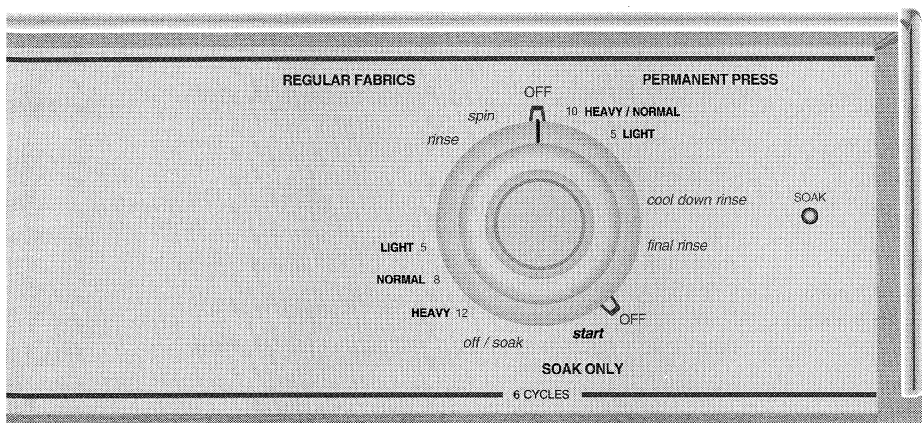 REGULAR FABRICS
PERMANENT PRESS
OFF
spin
10 HEAVY / NORMAL
rinse
5 LIGHT
cool down rinse
SOAK
LIGHT 5
final rinse
NORMAL 8
HEAVY 12
OFF
start
off / soak
SOAK ONLY
6 CYCLES